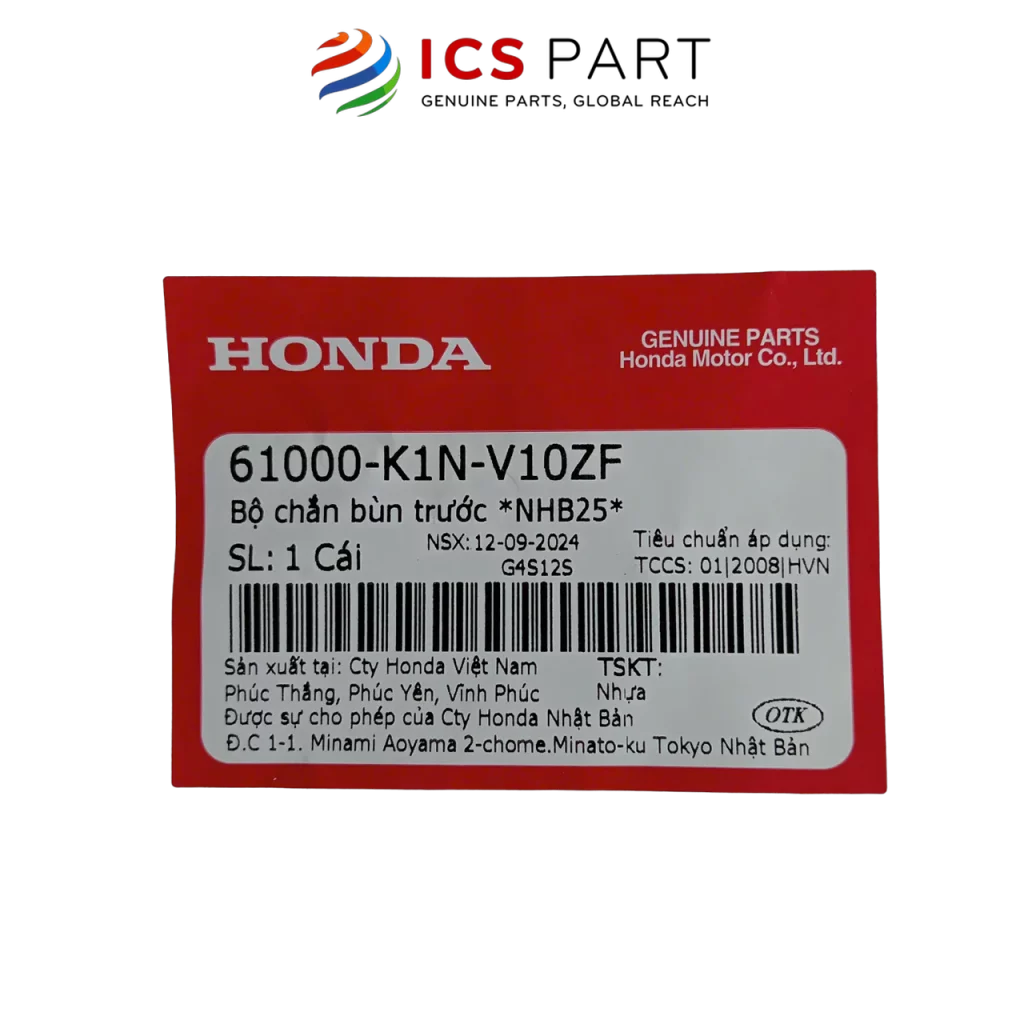 ICS PART
GENUINE PARTS, GLOBAL REACH
HONDA
GENUINE PARTS
Honda Motor Co., Ltd.
61000-K1N-V10ZF
Bộ chắn bùn trước *NHB25*
SL: 1 Cái
NSX: 12-09-2024
G4S12S
Tiêu chuẩn áp dụng:
TCCS: 01|2008|HVN
Sản xuất tại: Cty Honda Việt Nam
Phúc Thắng, Phúc Yên, Vĩnh Phúc
TSKT:
Nhựa
Được sự cho phép của Cty Honda Nhật Bản
Đ.C 1-1. Minami Aoyama 2-chome.Minato-ku Tokyo Nhật Bản
OTK